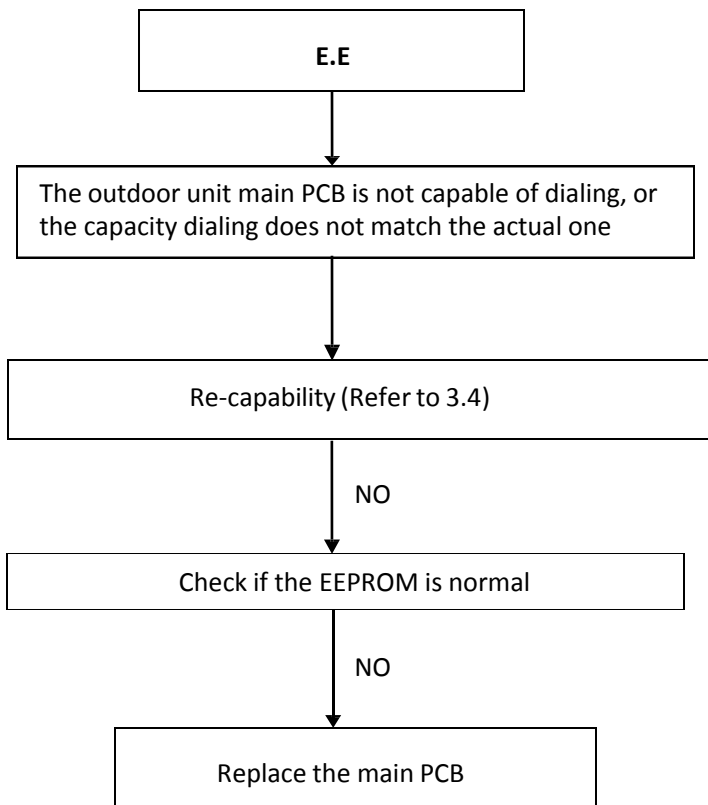 E.E
The outdoor unit main PCB is not capable of dialing, or
the capacity dialing does not match the actual one
Re-capability (Refer to 3.4)
NO
Check if the EEPROM is normal
NO
Replace the main PCB